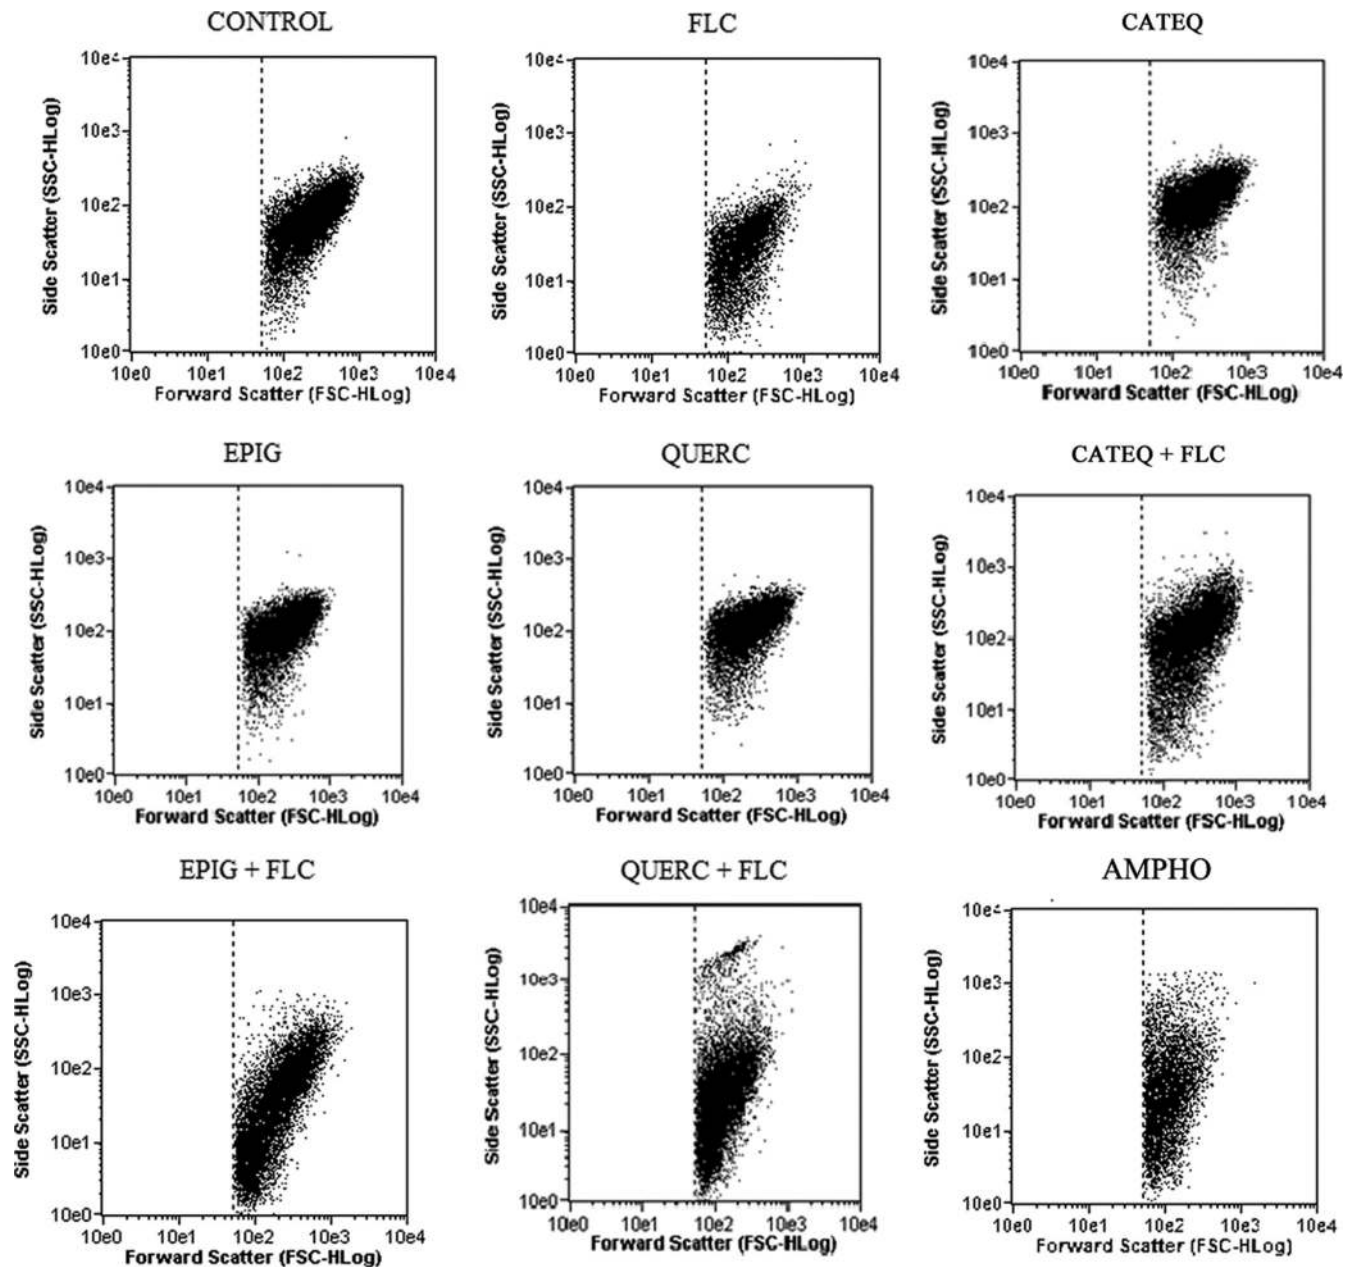 CONTROL
FLC
CATEQ
10e4
10e3
10e2
10e1
10e0
Side Scatter (SSC-HLog)
10e0 10e1 10e2 10e3 10e4
Forward Scatter (FSC-HLog)
10e4
10e3
10e2
10e1
10e0
Side Scatter (SSC-HLog)
10e0 10e1 10e2 10e3 10e4
Forward Scatter (FSC-HLog)
10e4
10e3
10e2
10e1
10e0
Side Scatter (SSC-HLog)
10e0 10e1 10e2 10e3 10e4
Forward Scatter (FSC-HLog)
EPIG
QUERC
CATEQ + FLC
10e4
10e3
10e2
10e1
10e0
Side Scatter (SSC-HLog)
10e0 10e1 10e2 10e3 10e4
Forward Scatter (FSC-HLog)
10e4
10e3
10e2
10e1
10e0
Side Scatter (SSC-HLog)
10e0 10e1 10e2 10e3 10e4
Forward Scatter (FSC-HLog)
10e4
10e3
10e2
10e1
10e0
Side Scatter (SSC-HLog)
10e0 10e1 10e2 10e3 10e4
Forward Scatter (FSC-HLog)
EPIG + FLC
QUERC + FLC
AMPHO
10e4
10e3
10e2
10e1
10e0
Side Scatter (SSC-HLog)
10e0 10e1 10e2 10e3 10e4
Forward Scatter (FSC-HLog)
10e4
10e3
10e2
10e1
10e0
Side Scatter (SSC-HLog)
10e0 10e1 10e2 10e3 10e4
Forward Scatter (FSC-HLog)
10e4
10e3
10e2
10e1
10e0
Side Scatter (SSC-HLog)
10e0 10e1 10e2 10e3 10e4
Forward Scatter (FSC-HLog)